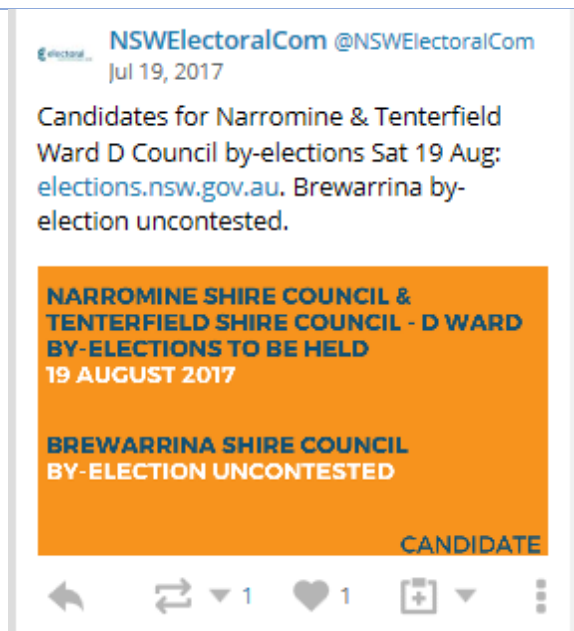 NSWElectoralCom @NSWElectoralCom
electoral
Jul 19, 2017
Candidates for Narromine & Tenterfield
Ward D Council by-elections Sat 19 Aug:
elections.nsw.gov.au. Brewarrina by-
election uncontested.
NARROMINE SHIRE COUNCIL &
TENTERFIELD SHIRE COUNCIL - D WARD
BY-ELECTIONS TO BE HELD
19 AUGUST 2017
BREWARRINA SHIRE COUNCIL
BY-ELECTION UNCONTESTED
CANDIDATE
1 1